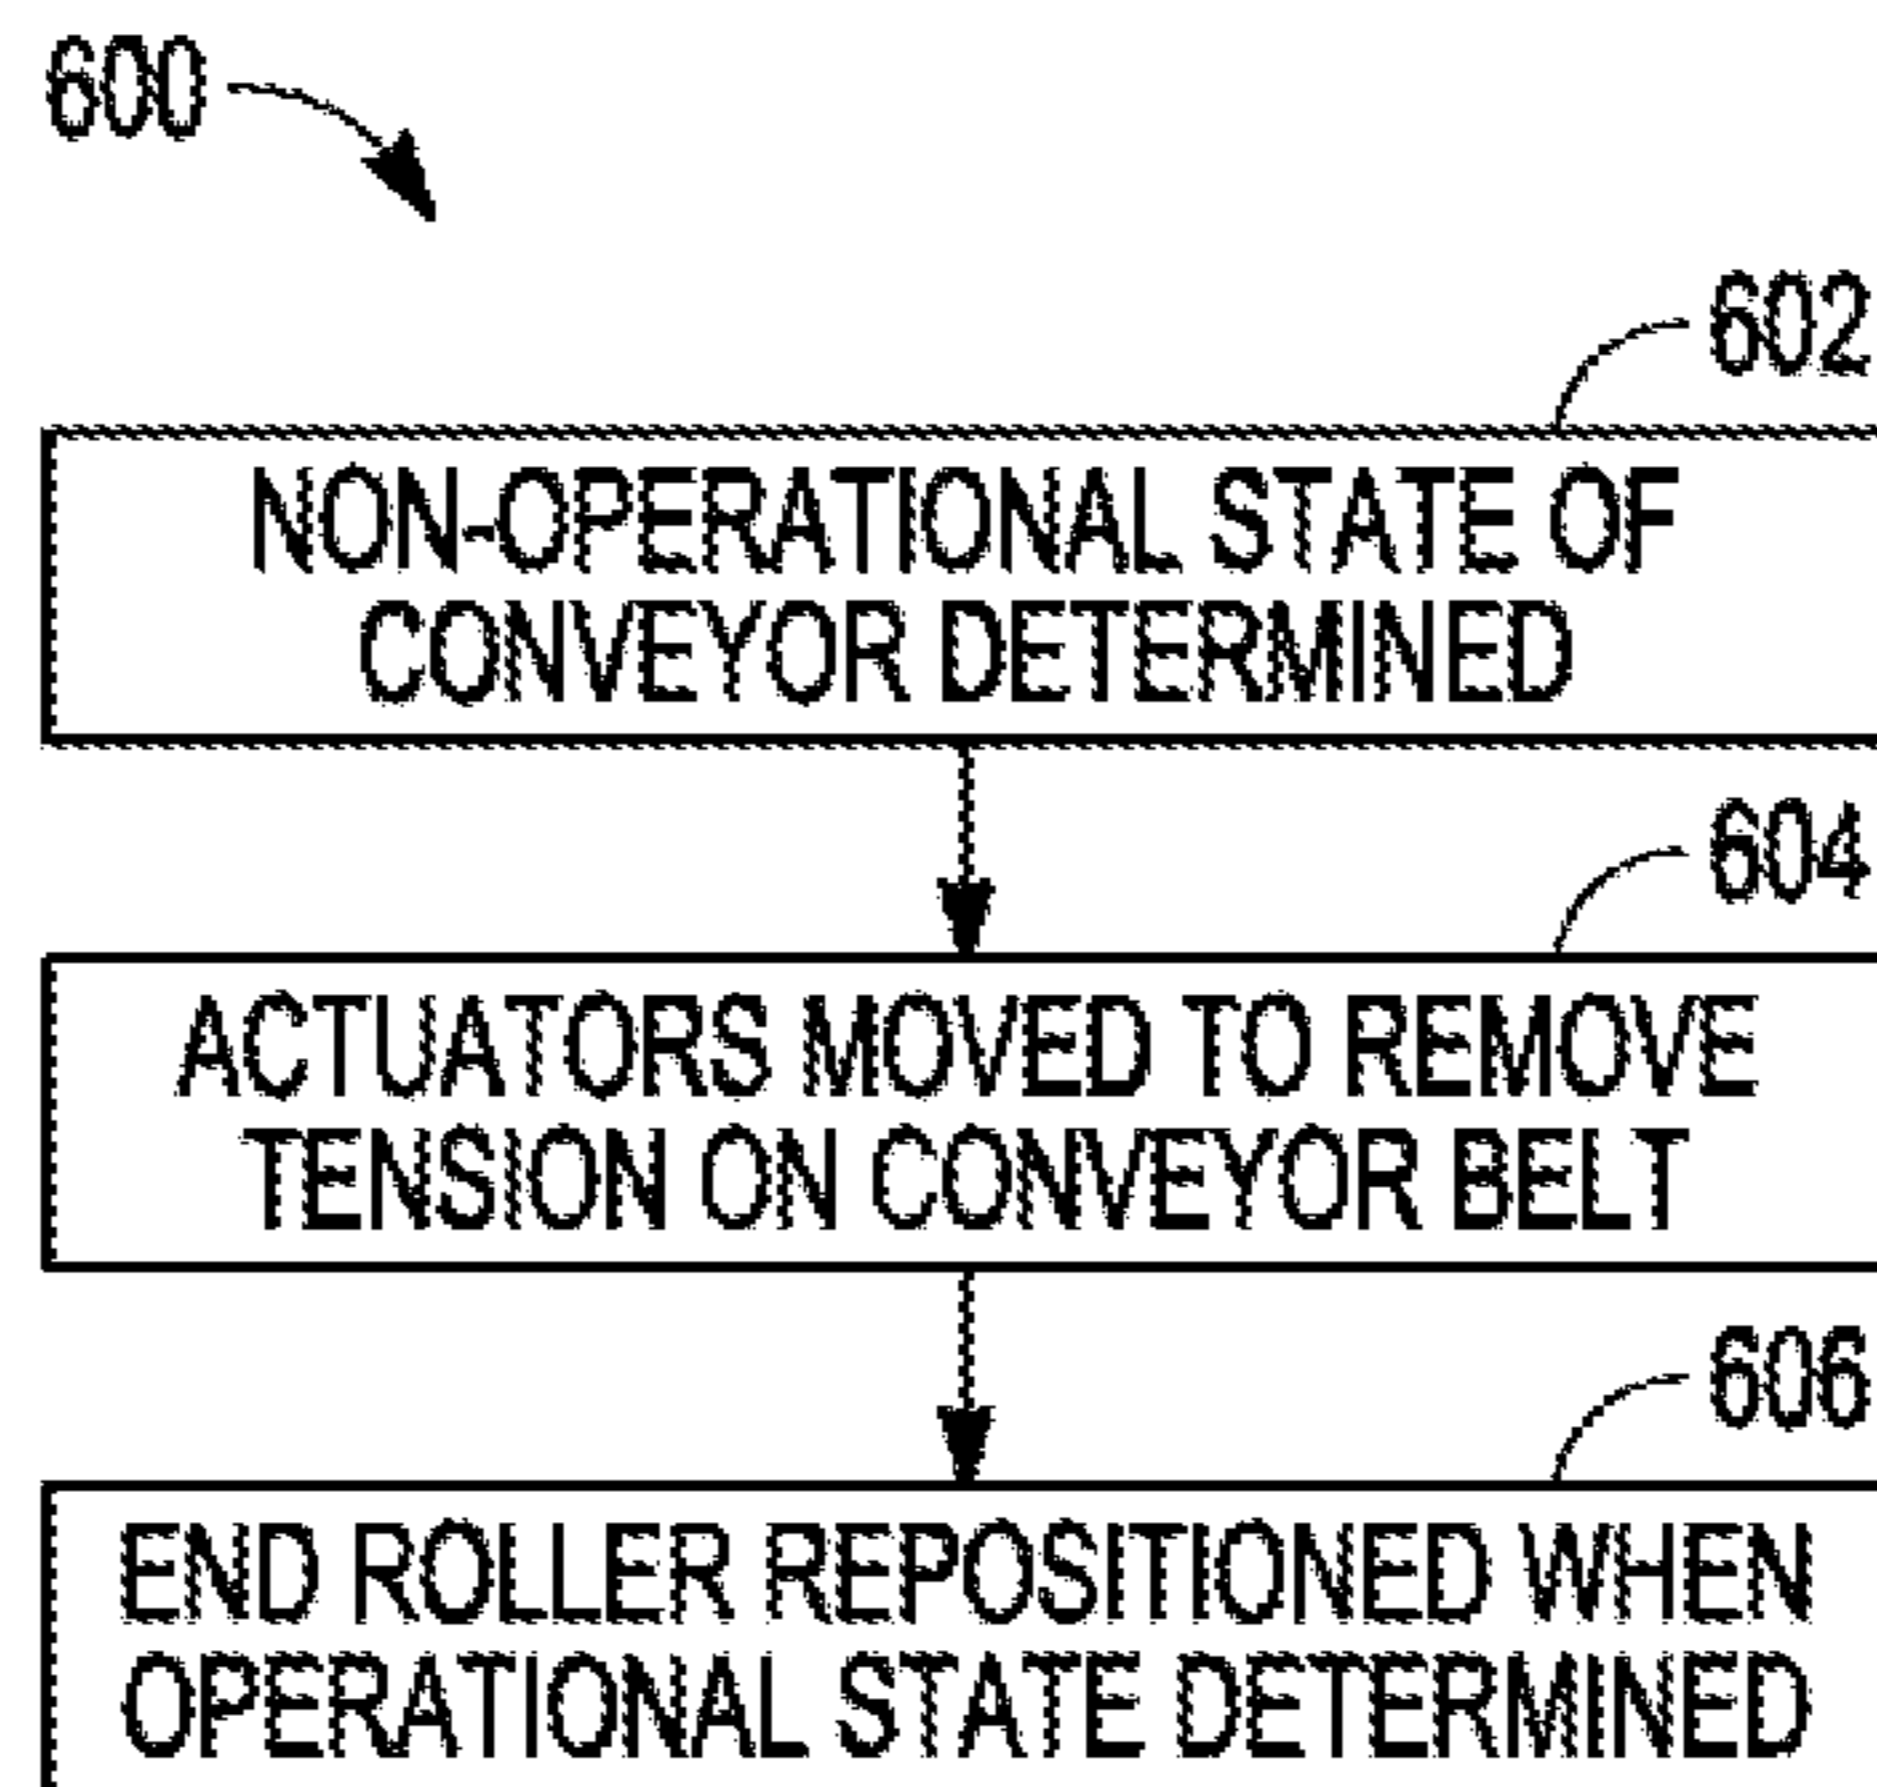 600
602
NON-OPERATIONAL STATE OF
CONVEYOR DETERMINED
604
ACTUATORS MOVED TO REMOVE
TENSION ON CONVEYOR BELT
606
END ROLLER REPOSITIONED WHEN
OPERATIONAL STATE DETERMINED